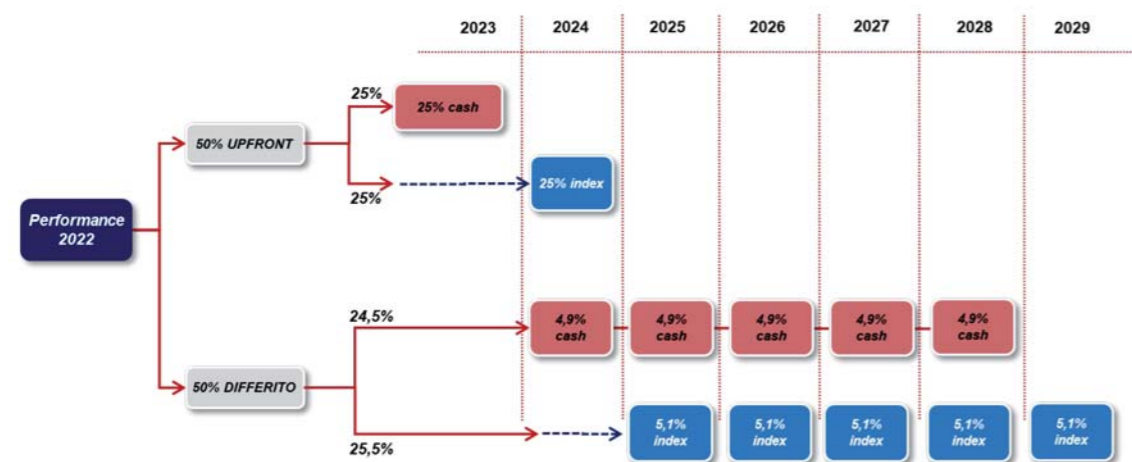 2023 2024 2025 2026 2027 2028 2029
25%
25% cash
50% UPFRONT
25% index
25%
Performance
2022
24,5%
4,9% 4,9% 4,9% 4,9% 4,9%
cash cash cash cash cash
50% DIFFERITO
5,1% 5,1% 5,1% 5,1% 5,1%
index index index index index
25,5%